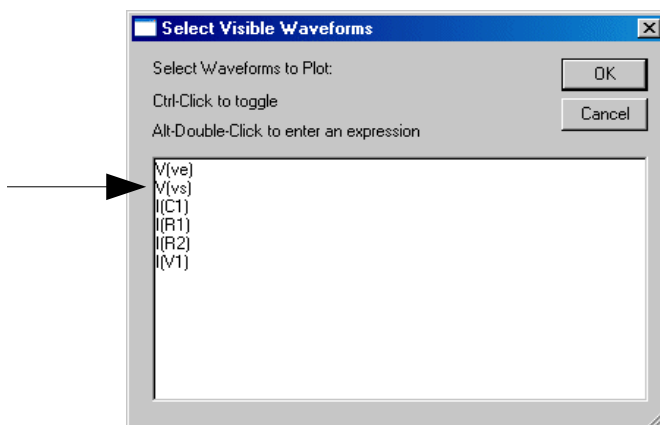 Select Visible Waveforms
Select Waveforms to Plot:
Ctrl-Click to toggle
Alt-Double-Click to enter an expression
OK
Cancel
V(ve)
V(vs)
I(C1)
I(R1)
I(R2)
I(V1)